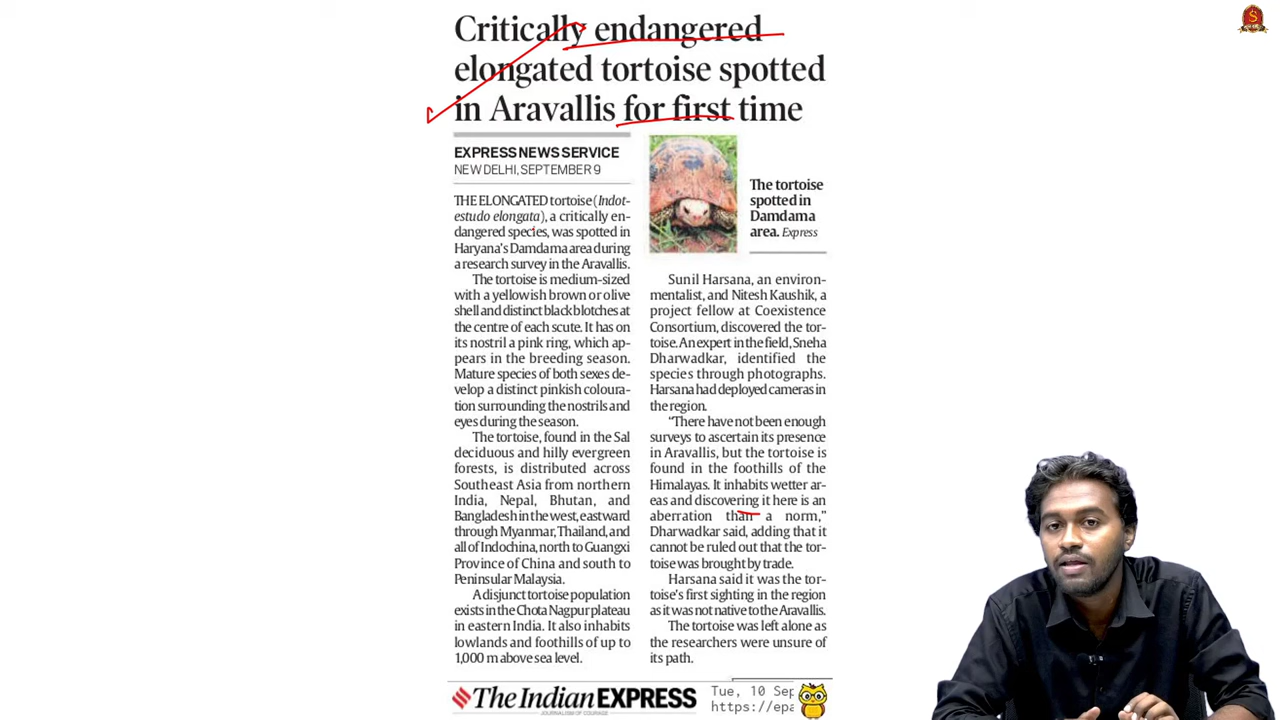 Critically endangered
elongated tortoise spotted
in Aravallis for first time
EXPRESS NEWS SERVICE
NEW DELHI, SEPTEMBER 9
THE ELONGATED tortoise (Indot-
estudo elongata), a critically en-
dangered species, was spotted in
Haryana's Damdama area during
a research survey in the Aravallis.
The tortoise is medium-sized
with a yellowish brown or olive
shell and distinct black blotches at
the centre of each scute. It has on
its nostril a pink ring, which ap-
pears in the breeding season.
Mature species of both sexes de-
velop a distinct pinkish coloura-
tion surrounding the nostrils and
eyes during the season.
The tortoise, found in the Sal
deciduous and hilly evergreen
forests, is distributed across
Southeast Asia from northern
India, Nepal, Bhutan, and
Bangladesh in the west, eastward
through Myanmar, Thailand, and
all of Indochina, north to Guangxi
Province of China and south to
Peninsular Malaysia.
A disjunct tortoise population
exists in the Chota Nagpur plateau
in eastern India. It also inhabits
lowlands and foothills of up to
1,000 m above sea level.
The tortoise
spotted in
Damdama
area. Express
Sunil Harsana, an environ-
mentalist, and Nitesh Kaushik, a
project fellow at Coexistence
Consortium, discovered the tor-
toise. An expert in the field, Sneha
Dharwadkar, identified the
species through photographs.
Harsana had deployed cameras in
the region.
"There have not been enough
surveys to ascertain its presence
in Aravallis, but the tortoise is
found in the foothills of the
Himalayas. It inhabits wetter ar-
eas and discovering it here is an
aberration than a norm,"
Dharwadkar said, adding that it
cannot be ruled out that the tor-
toise was brought by trade.
Harsana said it was the tor-
toise's first sighting in the region
as it was not native to the Aravallis.
The tortoise was left alone as
the researchers were unsure of
its path.
The Indian EXPRESS
JOURNALISM OF COURAGE
Tue, 10 Sep
https://epa
S